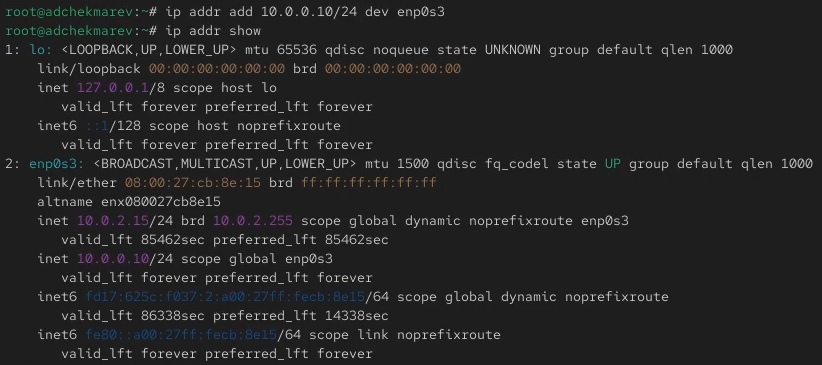 root@adchekmarev:~# ip addr add 10.0.0.10/24 dev enp0s3
root@adchekmarev:~# ip addr show
1: lo: <LOOPBACK,UP,LOWER_UP> mtu 65536 qdisc noqueue state UNKNOWN group default qlen 1000
link/loopback 00:00:00:00:00:00 brd 00:00:00:00:00:00
inet 127.0.0.1/8 scope host lo
valid_lft forever preferred_lft forever
inet6 ::1/128 scope host noprefixroute
valid_lft forever preferred_lft forever
2: enp0s3: <BROADCAST,MULTICAST,UP,LOWER_UP> mtu 1500 qdisc fq_codel state UP group default qlen 1000
link/ether 08:00:27:cb:8e:15 brd ff:ff:ff:ff:ff:ff
altname enx080027cb8e15
inet 10.0.2.15/24 brd 10.0.2.255 scope global dynamic noprefixroute enp0s3
valid_lft 85462sec preferred_lft 85462sec
inet 10.0.0.10/24 scope global enp0s3
valid_lft forever preferred_lft forever
inet6 fd17:625c:f037:2:a00:27ff:fecb:8e15/64 scope global dynamic noprefixroute
valid_lft 86338sec preferred_lft 14338sec
inet6 fe80::a00:27ff:fecb:8e15/64 scope link noprefixroute
valid_lft forever preferred_lft forever